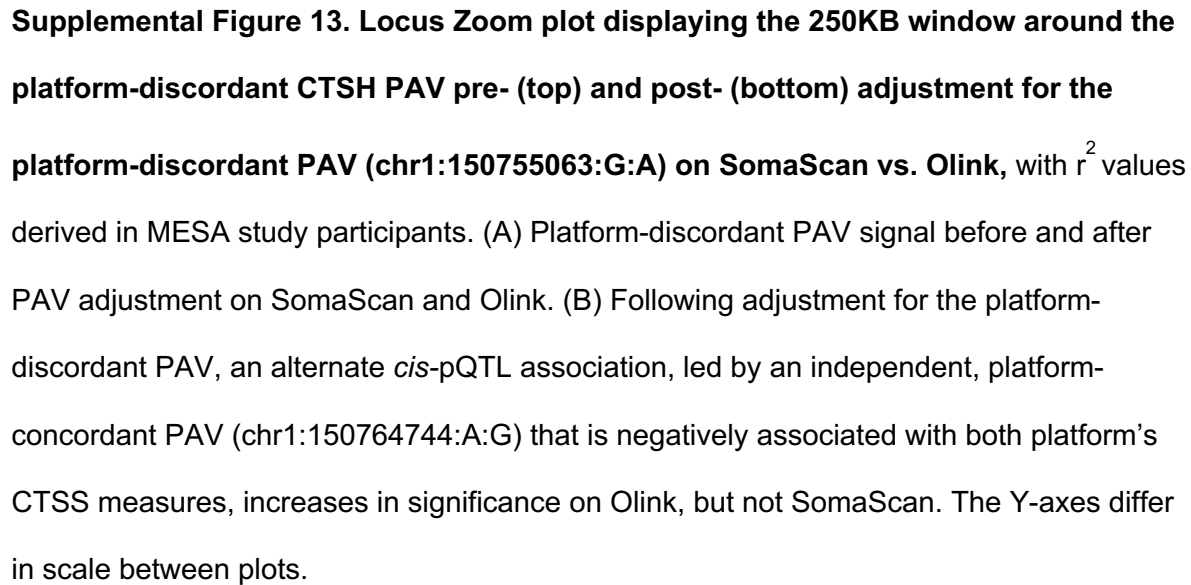 Supplemental Figure 13. Locus Zoom plot displaying the 250KB window around the
platform-discordant CTSH PAV pre- (top) and post- (bottom) adjustment for the
platform-discordant PAV (chr1:150755063:G:A) on SomaScan vs. Olink, with r² values
derived in MESA study participants. (A) Platform-discordant PAV signal before and after
PAV adjustment on SomaScan and Olink. (B) Following adjustment for the platform-
discordant PAV, an alternate cis-pQTL association, led by an independent, platform-
concordant PAV (chr1:150764744:A:G) that is negatively associated with both platform’s
CTSS measures, increases in significance on Olink, but not SomaScan. The Y-axes differ
in scale between plots.